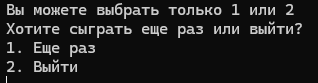 Вы можете выбрать только 1 или 2
Хотите сыграть еще раз или выйти?
1. Еще раз
2. Выйти